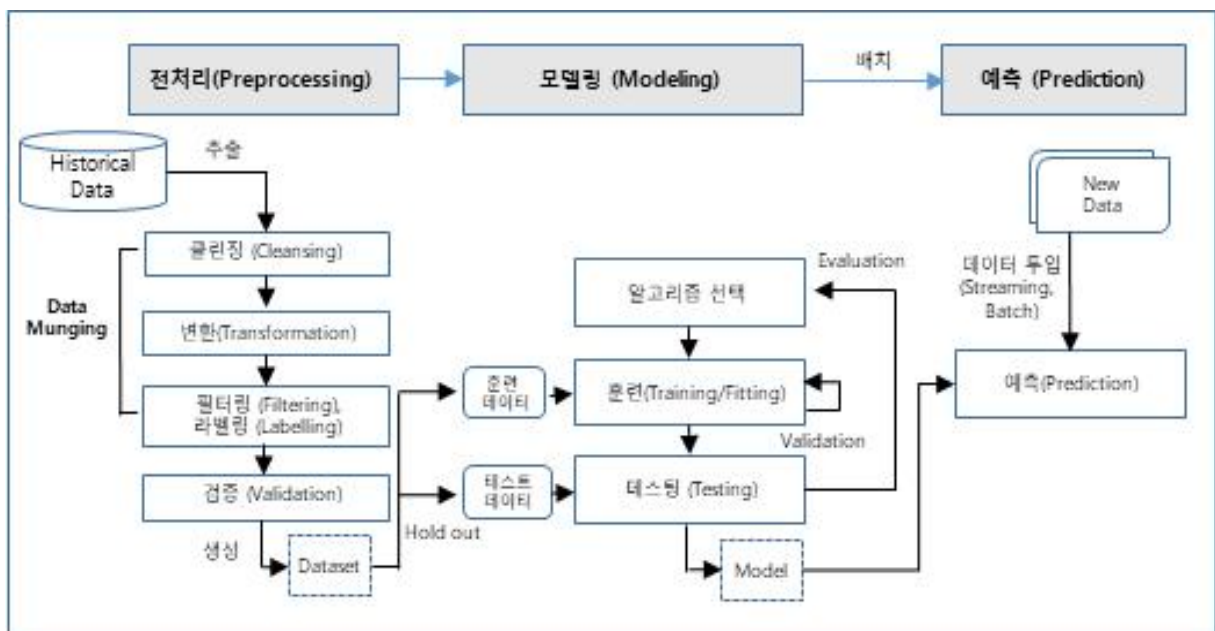 전처리(Preprocessing)
모델링 (Modeling)
배치
예측 (Prediction)
Historical
Data
추출
클린징 (Cleansing)
Data
Munging
변환(Transformation)
필터링 (Filtering),
라벨링 (Labelling)
검증 (Validation)
생성
Dataset
Hold out
훈련
데이터
테스트
데이터
알고리즘 선택
Evaluation
훈련(Training/Fitting)
Validation
테스팅 (Testing)
Model
New
Data
데이터 투입
(Streaming,
Batch)
예측(Prediction)